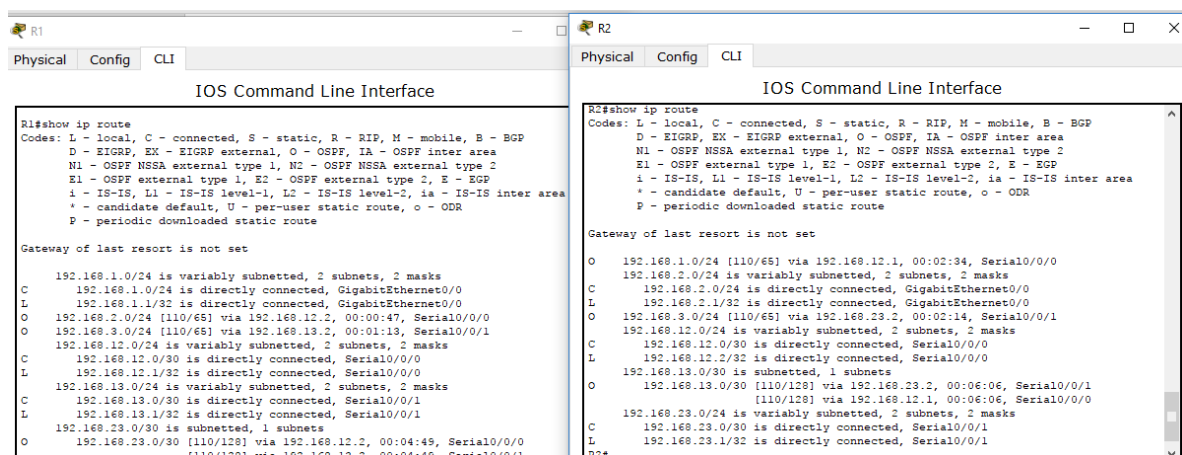 R1
Physical Config CLI
IOS Command Line Interface
R1#show ip route
Codes: L - local, C - connected, S - static, R - RIP, M - mobile, B - BGP
D - EIGRP, EX - EIGRP external, O - OSPF, IA - OSPF inter area
N1 - OSPF NSSA external type 1, N2 - OSPF NSSA external type 2
E1 - OSPF external type 1, E2 - OSPF external type 2, E - EGP
i - IS-IS, L1 - IS-IS level-1, L2 - IS-IS level-2, ia - IS-IS inter area
* - candidate default, U - per-user static route, o - ODR
P - periodic downloaded static route
Gateway of last resort is not set
192.168.1.0/24 is variably subnetted, 2 subnets, 2 masks
C 192.168.1.0/24 is directly connected, GigabitEthernet0/0
L 192.168.1.1/32 is directly connected, GigabitEthernet0/0
O 192.168.2.0/24 [110/65] via 192.168.12.2, 00:00:47, Serial0/0/0
O 192.168.3.0/24 [110/65] via 192.168.13.2, 00:01:13, Serial0/0/1
192.168.12.0/24 is variably subnetted, 2 subnets, 2 masks
C 192.168.12.0/30 is directly connected, Serial0/0/0
L 192.168.12.1/32 is directly connected, Serial0/0/0
192.168.13.0/24 is variably subnetted, 2 subnets, 2 masks
C 192.168.13.0/30 is directly connected, Serial0/0/1
L 192.168.13.1/32 is directly connected, Serial0/0/1
192.168.23.0/30 is subnetted, 1 subnets
O 192.168.23.0/30 [110/128] via 192.168.12.2, 00:04:49, Serial0/0/0
R2
Physical Config CLI
IOS Command Line Interface
R2#show ip route
Codes: L - local, C - connected, S - static, R - RIP, M - mobile, B - BGP
D - EIGRP, EX - EIGRP external, O - OSPF, IA - OSPF inter area
N1 - OSPF NSSA external type 1, N2 - OSPF NSSA external type 2
E1 - OSPF external type 1, E2 - OSPF external type 2, E - EGP
i - IS-IS, L1 - IS-IS level-1, L2 - IS-IS level-2, ia - IS-IS inter area
* - candidate default, U - per-user static route, o - ODR
P - periodic downloaded static route
Gateway of last resort is not set
O 192.168.1.0/24 [110/65] via 192.168.12.1, 00:02:34, Serial0/0/0
192.168.2.0/24 is variably subnetted, 2 subnets, 2 masks
C 192.168.2.0/24 is directly connected, GigabitEthernet0/0
L 192.168.2.1/32 is directly connected, GigabitEthernet0/0
O 192.168.3.0/24 [110/65] via 192.168.23.2, 00:02:14, Serial0/0/1
192.168.12.0/24 is variably subnetted, 2 subnets, 2 masks
C 192.168.12.0/30 is directly connected, Serial0/0/0
L 192.168.12.2/32 is directly connected, Serial0/0/0
192.168.13.0/30 is subnetted, 1 subnets
O 192.168.13.0/30 [110/128] via 192.168.23.2, 00:06:06, Serial0/0/1
[110/128] via 192.168.12.1, 00:06:06, Serial0/0/0
192.168.23.0/24 is variably subnetted, 2 subnets, 2 masks
C 192.168.23.0/30 is directly connected, Serial0/0/1
L 192.168.23.1/32 is directly connected, Serial0/0/1
R2#